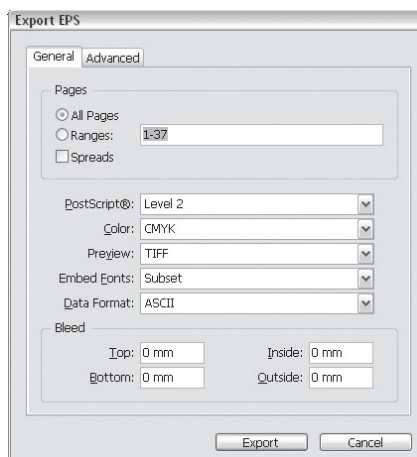 Export EPS
General Advanced
Pages
All Pages
Ranges: 1-37
Spreads
PostScript®: Level 2
Color: CMYK
Preview: TIFF
Embed Fonts: Subset
Data Format: ASCII
Bleed
Top: 0 mm Inside: 0 mm
Bottom: 0 mm Outside: 0 mm
Export Cancel